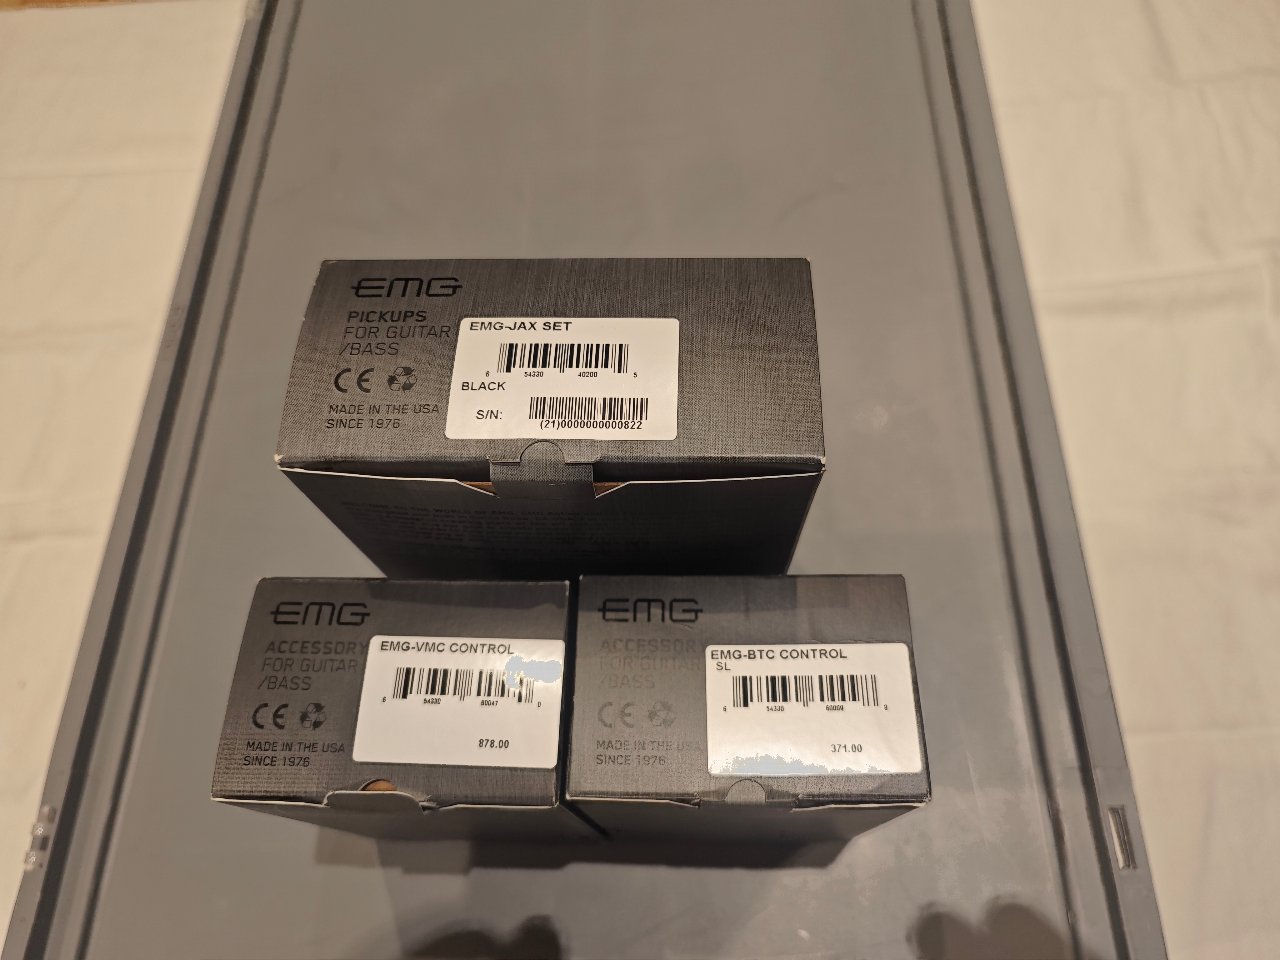 EMG
PICKUPS
FOR GUITAR
/BASS
CE
MADE IN THE USA
SINCE 1976
EMG-JAX SET
6 54330 40200 5
BLACK
S/N:
(21)0000000000822
EMG
ACCESSORY
FOR GUITAR
/BASS
CE
MADE IN THE USA
SINCE 1976
EMG-VMC CONTROL
6 54330 60047 0
878.00
EMG
ACCESSORY
FOR GUITAR
/BASS
CE
MADE IN THE USA
SINCE 1976
EMG-BTC CONTROL
SL
6 54330 60069
371.00